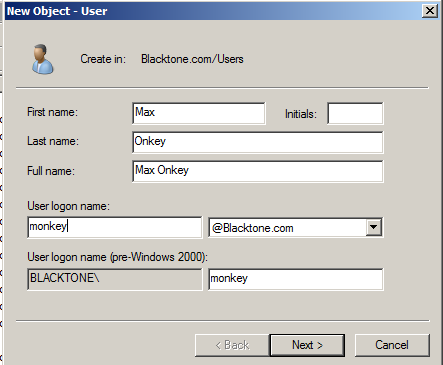 New Object - User
Create in: Blacktone.com/Users
First name: Max Initials:
Last name: Onkey
Full name: Max Onkey
User logon name:
monkey @Blacktone.com
User logon name (pre-Windows 2000):
BLACKTONE\ monkey
< Back Next > Cancel